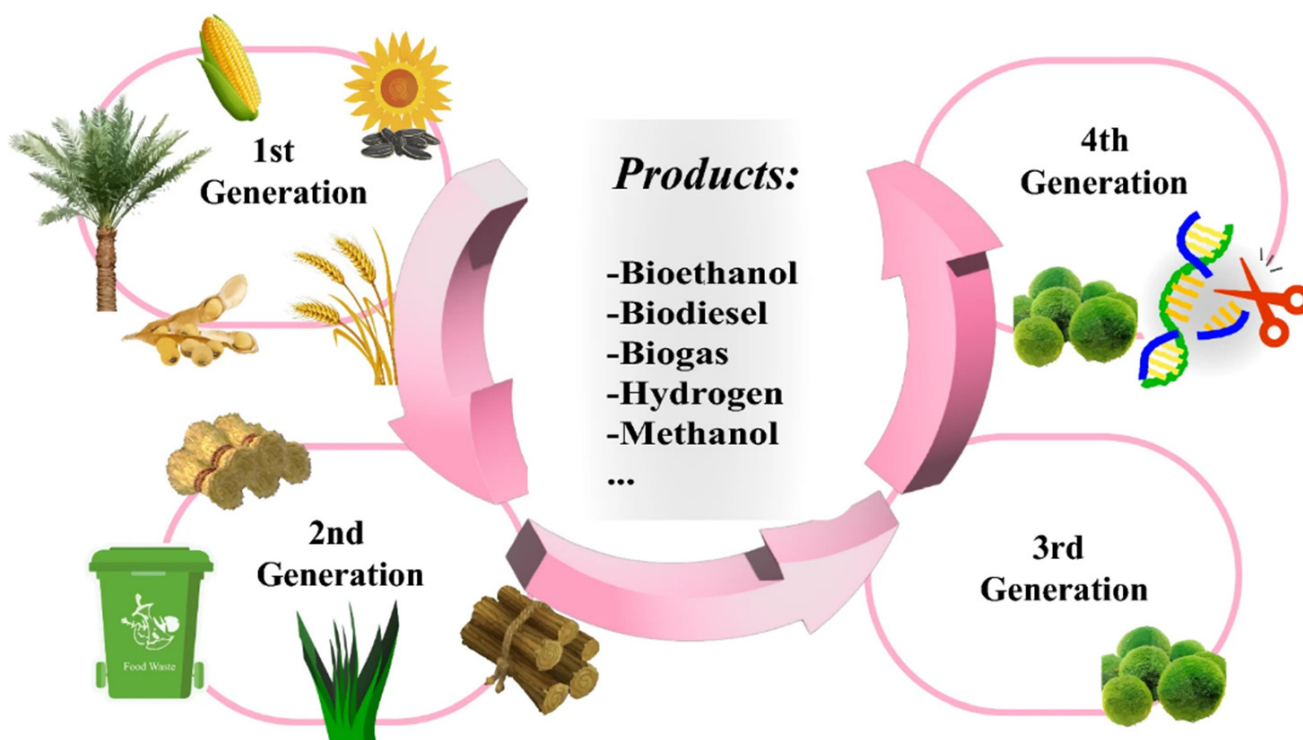 1st
Generation
2nd
Generation
Food Waste
Products:
-Bioethanol
-Biodiesel
-Biogas
-Hydrogen
-Methanol
...
4th
Generation
3rd
Generation